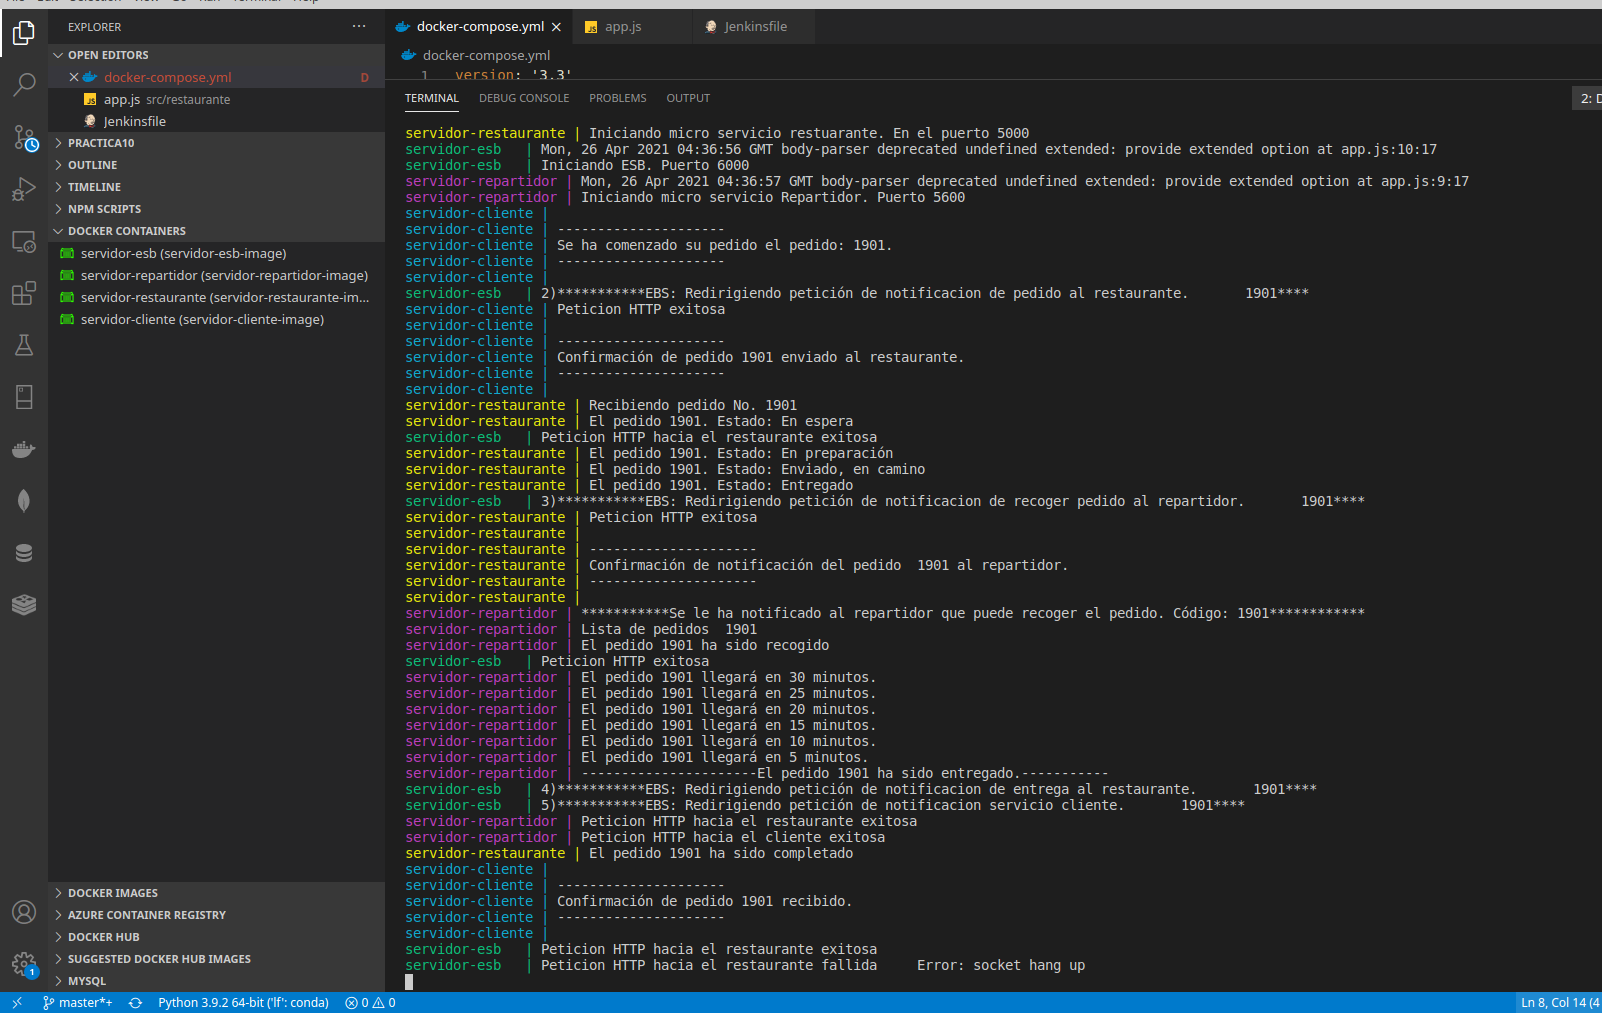 EXPLORER
···
OPEN EDITORS
docker-compose.yml D
JS app.js src/restaurante
Jenkinsfile
PRACTICA10
OUTLINE
TIMELINE
NPM SCRIPTS
DOCKER CONTAINERS
servidor-esb (servidor-esb-image)
servidor-repartidor (servidor-repartidor-image)
servidor-restaurante (servidor-restaurante-im...
servidor-cliente (servidor-cliente-image)
DOCKER IMAGES
AZURE CONTAINER REGISTRY
DOCKER HUB
SUGGESTED DOCKER HUB IMAGES
MYSQL
1
docker-compose.yml JS app.js Jenkinsfile
docker-compose.yml
1 version: '3.3'
TERMINAL DEBUG CONSOLE PROBLEMS OUTPUT 2:
servidor-restaurante | Iniciando micro servicio restuarante. En el puerto 5000
servidor-esb | Mon, 26 Apr 2021 04:36:56 GMT body-parser deprecated undefined extended: provide extended option at app.js:10:17
servidor-esb | Iniciando ESB. Puerto 6000
servidor-repartidor | Mon, 26 Apr 2021 04:36:57 GMT body-parser deprecated undefined extended: provide extended option at app.js:9:17
servidor-repartidor | Iniciando micro servicio Repartidor. Puerto 5600
servidor-cliente |
servidor-cliente | ---------------------
servidor-cliente | Se ha comenzado su pedido el pedido: 1901.
servidor-cliente | ---------------------
servidor-cliente |
servidor-esb | 2)***********EBS: Redirigiendo petición de notificacion de pedido al restaurante. 1901****
servidor-cliente | Peticion HTTP exitosa
servidor-cliente |
servidor-cliente | ---------------------
servidor-cliente | Confirmación de pedido 1901 enviado al restaurante.
servidor-cliente | ---------------------
servidor-cliente |
servidor-restaurante | Recibiendo pedido No. 1901
servidor-restaurante | El pedido 1901. Estado: En espera
servidor-esb | Peticion HTTP hacia el restaurante exitosa
servidor-restaurante | El pedido 1901. Estado: En preparación
servidor-restaurante | El pedido 1901. Estado: Enviado, en camino
servidor-restaurante | El pedido 1901. Estado: Entregado
servidor-esb | 3)***********EBS: Redirigiendo petición de notificacion de recoger pedido al repartidor. 1901****
servidor-restaurante | Peticion HTTP exitosa
servidor-restaurante |
servidor-restaurante | ---------------------
servidor-restaurante | Confirmación de notificación del pedido 1901 al repartidor.
servidor-restaurante | ---------------------
servidor-restaurante |
servidor-repartidor | ***********Se le ha notificado al repartidor que puede recoger el pedido. Código: 1901************
servidor-repartidor | Lista de pedidos 1901
servidor-repartidor | El pedido 1901 ha sido recogido
servidor-esb | Peticion HTTP exitosa
servidor-repartidor | El pedido 1901 llegará en 30 minutos.
servidor-repartidor | El pedido 1901 llegará en 25 minutos.
servidor-repartidor | El pedido 1901 llegará en 20 minutos.
servidor-repartidor | El pedido 1901 llegará en 15 minutos.
servidor-repartidor | El pedido 1901 llegará en 10 minutos.
servidor-repartidor | El pedido 1901 llegará en 5 minutos.
servidor-repartidor | ----------------------El pedido 1901 ha sido entregado.-----------
servidor-esb | 4)***********EBS: Redirigiendo petición de notificacion de entrega al restaurante. 1901****
servidor-esb | 5)***********EBS: Redirigiendo petición de notificacion servicio cliente. 1901****
servidor-repartidor | Peticion HTTP hacia el restaurante exitosa
servidor-repartidor | Peticion HTTP hacia el cliente exitosa
servidor-restaurante | El pedido 1901 ha sido completado
servidor-cliente |
servidor-cliente | ---------------------
servidor-cliente | Confirmación de pedido 1901 recibido.
servidor-cliente | ---------------------
servidor-cliente |
servidor-esb | Peticion HTTP hacia el restaurante exitosa
servidor-esb | Peticion HTTP hacia el restaurante fallida Error: socket hang up
master*+ Python 3.9.2 64-bit ('lf': conda) 0 0 Ln 8, Col 14 (4